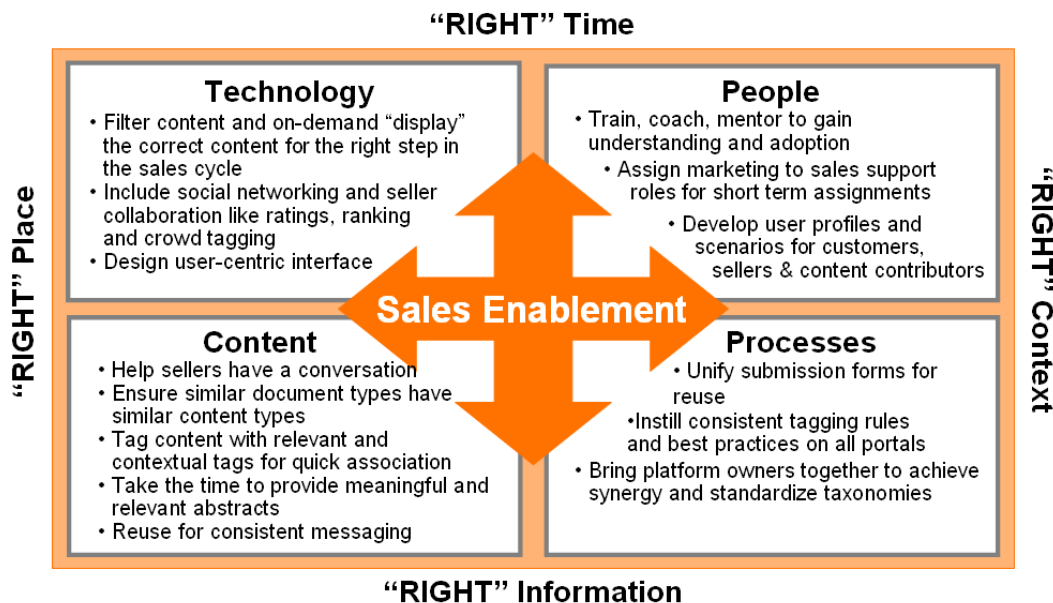 “RIGHT” Time
“RIGHT” Place
Technology
• Filter content and on-demand “display”
the correct content for the right step in
the sales cycle
• Include social networking and seller
collaboration like ratings, ranking
and crowd tagging
• Design user-centric interface
People
• Train, coach, mentor to gain
understanding and adoption
• Assign marketing to sales support
roles for short term assignments
• Develop user profiles and
scenarios for customers,
sellers & content contributors
“RIGHT” Context
Sales Enablement
Content
• Help sellers have a conversation
• Ensure similar document types have
similar content types
• Tag content with relevant and
contextual tags for quick association
• Take the time to provide meaningful and
relevant abstracts
• Reuse for consistent messaging
Processes
• Unify submission forms for
reuse
•Instill consistent tagging rules
and best practices on all portals
• Bring platform owners together to achieve
synergy and standardize taxonomies
“RIGHT” Information